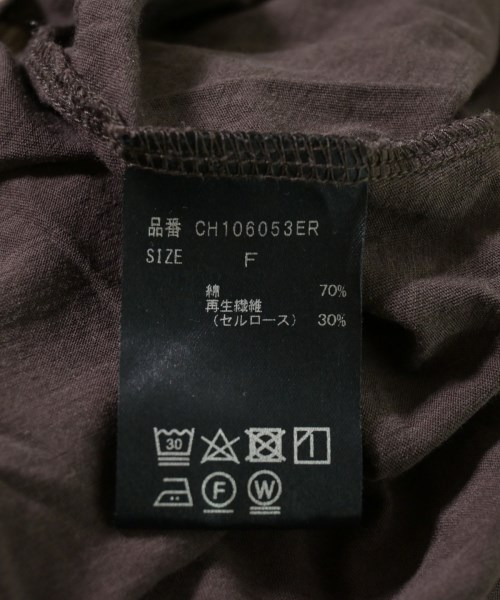 品番 CH106053ER
SIZE F
綿 70%
再生繊維
(セルロース) 30%
30
F W